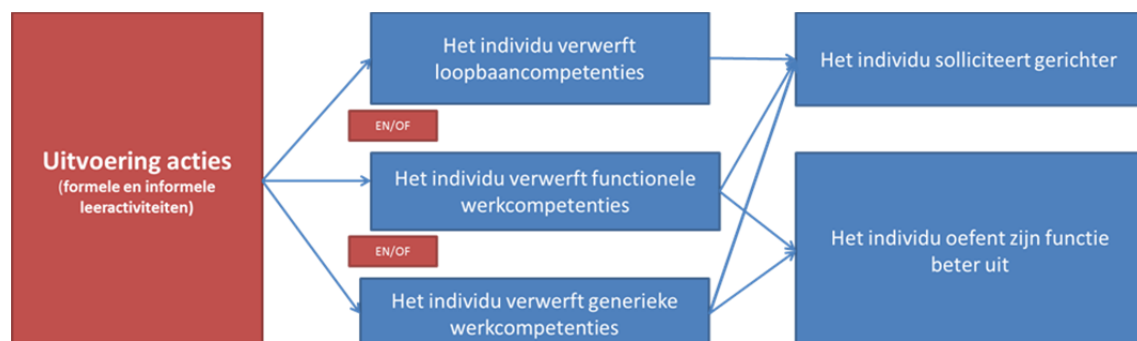 Uitvoering acties
(formele en informele
leeractiviteiten)
Het individu verwerft
loopbaancompetenties
EN/OF
Het individu verwerft functionele
werkcompetenties
EN/OF
Het individu verwerft generieke
werkcompetenties
Het individu solliciteert gerichter
Het individu oefent zijn functie
beter uit